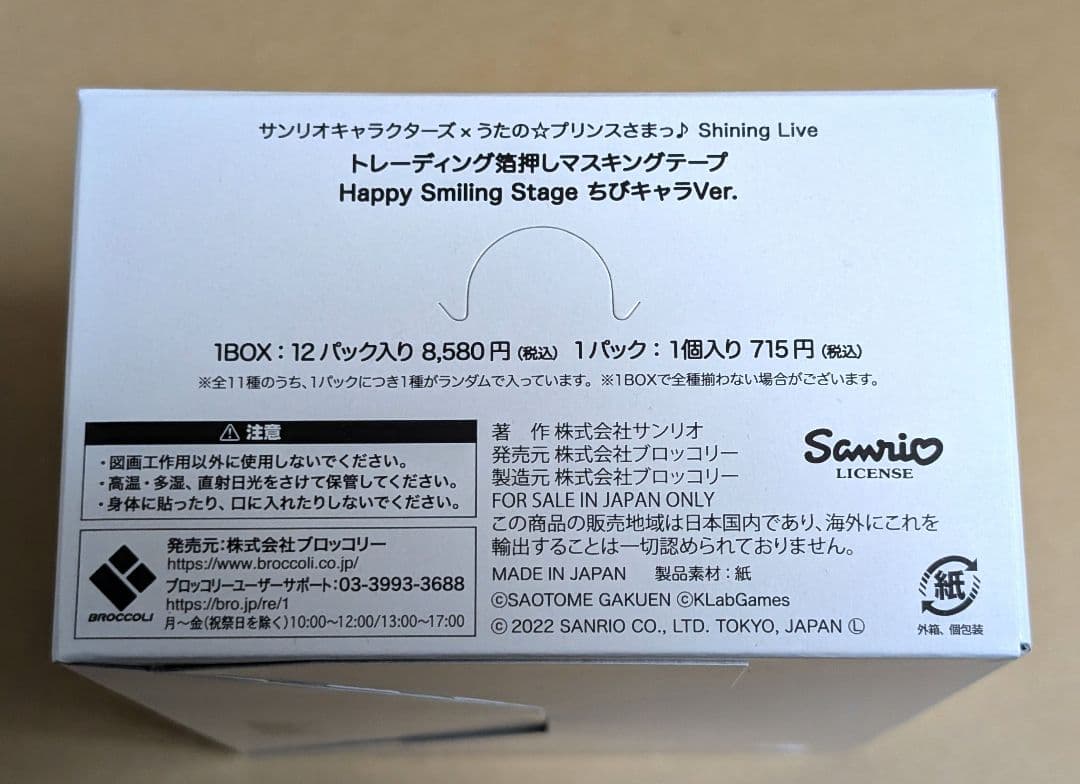 サンリオキャラクターズ×うたの☆プリンスさまっ♪ Shining Live
トレーディング箔押しマスキングテープ
Happy Smiling Stage ちびキャラVer.
1BOX：12パック入り 8,580円(税込) 1パック：1個入り 715円(税込)
※全11種のうち、1パックにつき1種がランダムで入っています。※1BOXで全種揃わない場合がございます。
⚠ 注意
・図画工作用以外に使用しないでください。
・高温・多湿、直射日光をさけて保管してください。
・身体に貼ったり、口に入れたりしないでください。
BROCCOLI
発売元：株式会社ブロッコリー
https://www.broccoli.co.jp/
ブロッコリーユーザーサポート：03-3993-3688
https://bro.jp/re/1
月～金(祝祭日を除く)10:00～12:00/13:00～17:00
著　作 株式会社サンリオ
発売元 株式会社ブロッコリー
製造元 株式会社ブロッコリー
FOR SALE IN JAPAN ONLY
この商品の販売地域は日本国内であり、海外にこれを
輸出することは一切認められておりません。
MADE IN JAPAN　製品素材：紙
©SAOTOME GAKUEN ©KLabGames
© 2022 SANRIO CO., LTD. TOKYO, JAPAN Ⓛ
Sanrio
LICENSE
紙
外箱、個包装